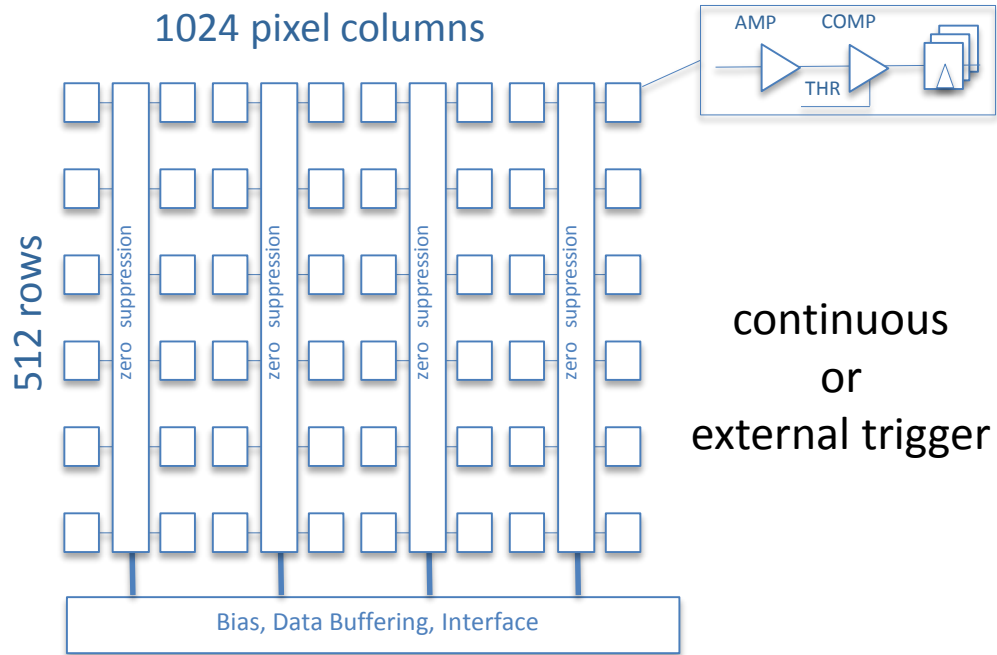 1024 pixel columns
AMP
COMP
THR
512 rows
zero suppression
zero suppression
zero suppression
zero suppression
continuous
or
external trigger
Bias, Data Buffering, Interface